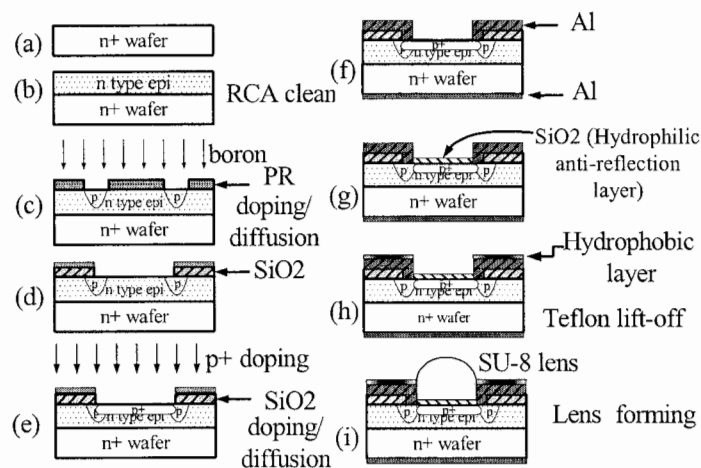 (a)
n+ wafer
(b)
n type epi
n+ wafer
RCA clean
boron
(c)
PR
p
p
n type epi
n+ wafer
doping/
diffusion
(d)
SiO2
p
p
n type epi
n+ wafer
p+ doping
(e)
SiO2
p
p+
p
n type epi
n+ wafer
doping/
diffusion
(f)
Al
p
p+
p
n type epi
n+ wafer
Al
(g)
SiO2 (Hydrophilic
anti-reflection
layer)
p
p+
p
n type epi
n+ wafer
(h)
Hydrophobic
layer
p
p+
p
n type epi
n+ wafer
Teflon lift-off
(i)
SU-8 lens
p
p+
p
n type epi
n+ wafer
Lens forming